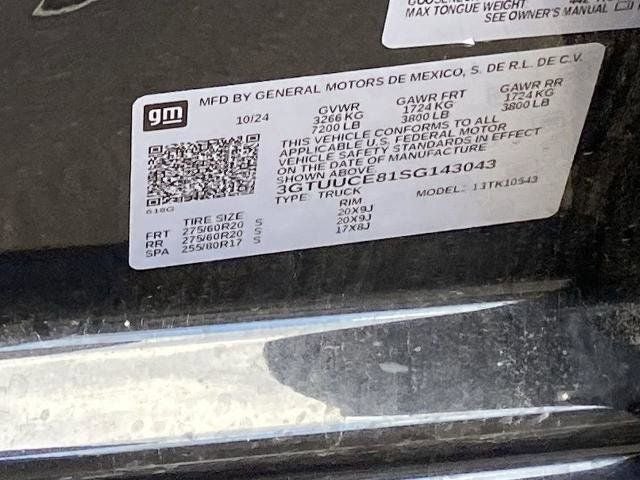 MAX TONGUE WEIGHT
SEE OWNER'S MANUAL
gm
MFD BY GENERAL MOTORS DE MEXICO, S. DE R.L. DE C.V.
10/24 GVWR GAWR FRT GAWR RR
3266 KG 1724 KG 1724 KG
7200 LB 3800 LB 3800 LB
THIS VEHICLE CONFORMS TO ALL
APPLICABLE U.S. FEDERAL MOTOR
VEHICLE SAFETY STANDARDS IN EFFECT
ON THE DATE OF MANUFACTURE
SHOWN ABOVE
3GTUUCE81SG143043
TYPE: TRUCK MODEL: 13TK10543
618G
TIRE SIZE RIM
FRT 275/60R20 S 20X9J
RR 275/60R20 S 20X9J
SPA 255/80R17 S 17X8J